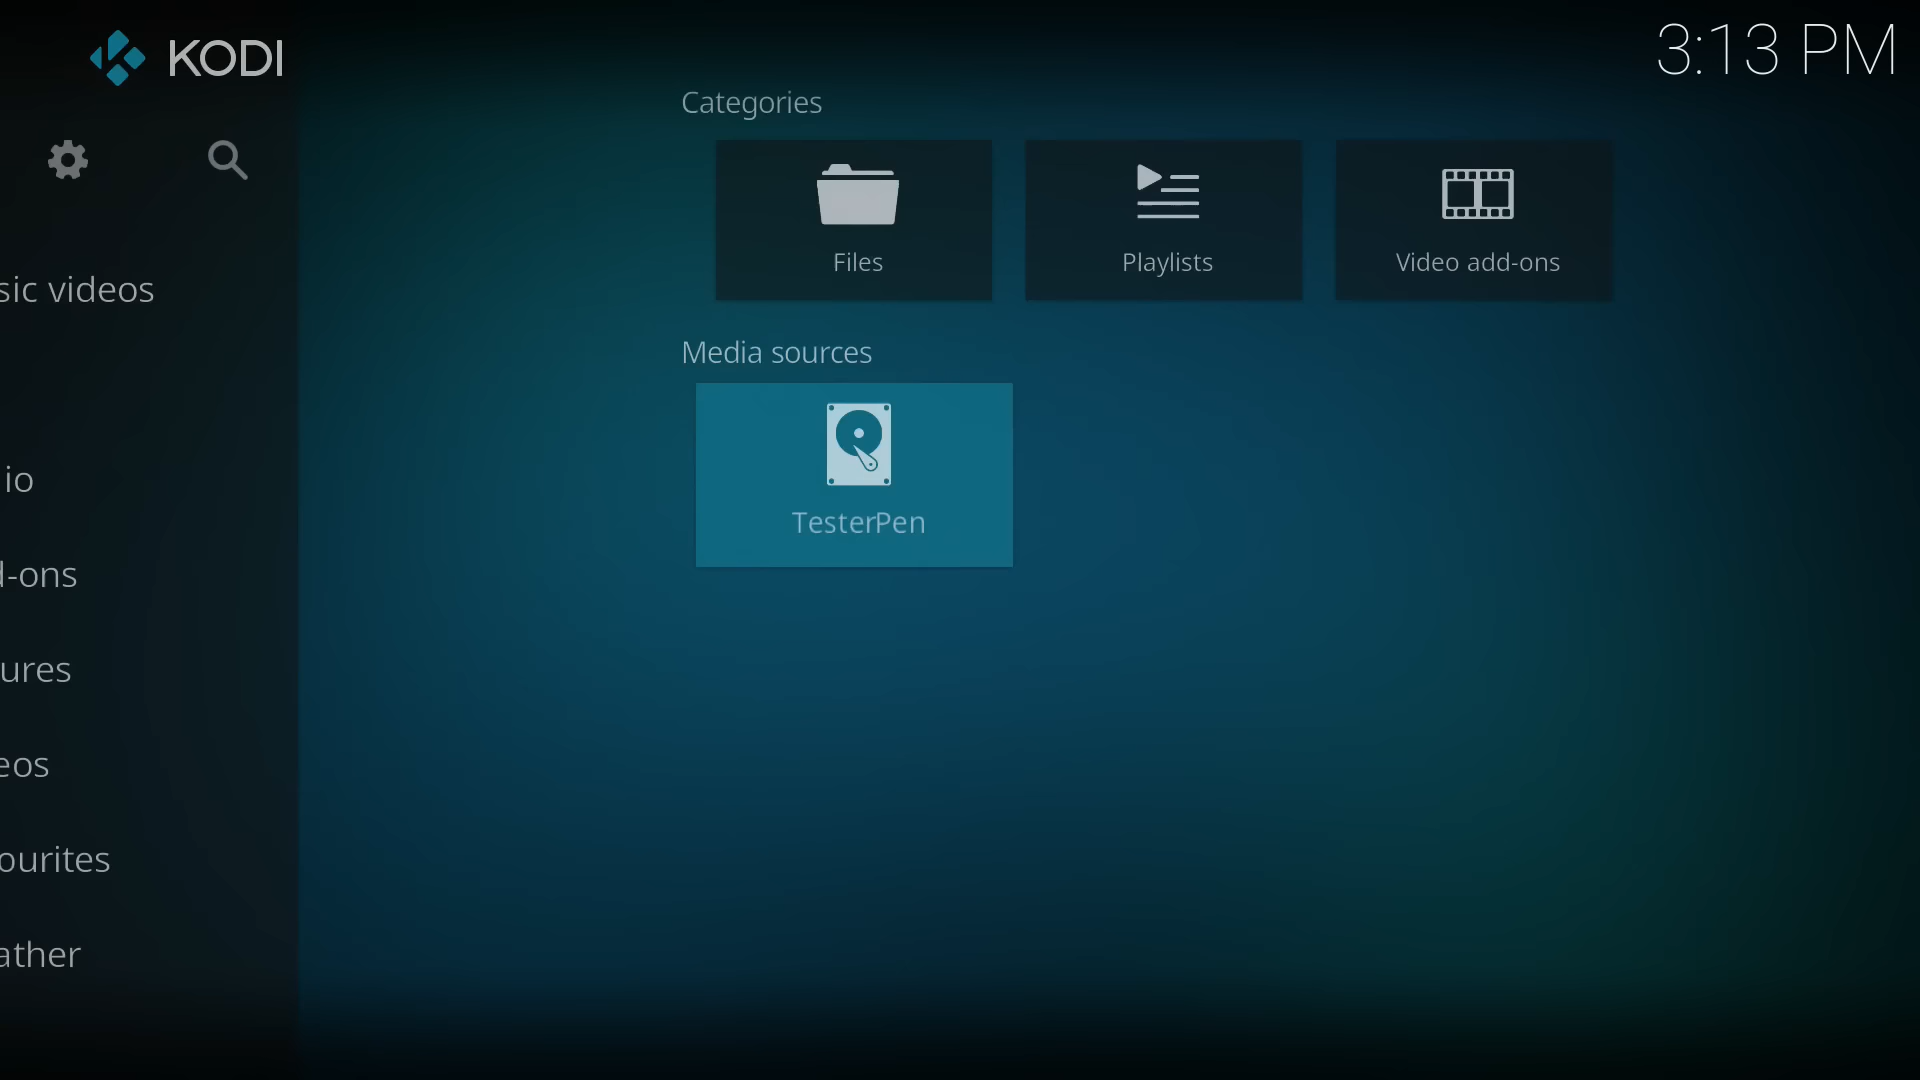 KODI
3:13 PM
Categories
Files
Playlists
Video add-ons
sic videos
Media sources
TesterPen
io
d-ons
ures
eos
ourites
ather